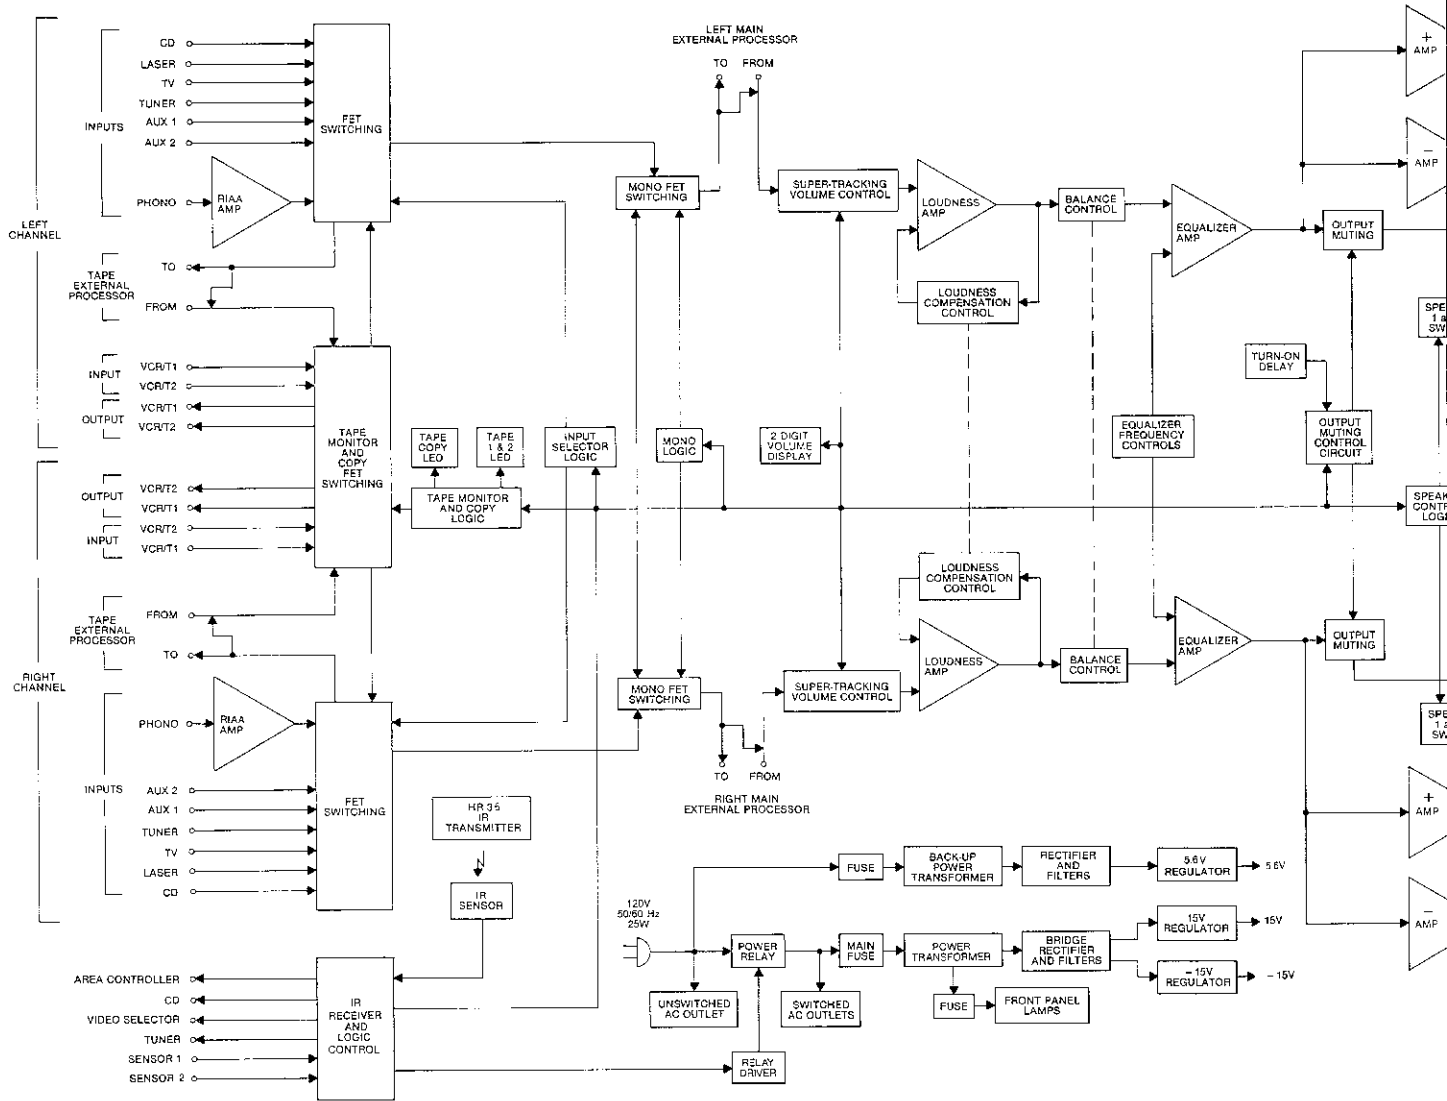 LEFT
CHANNEL
INPUTS
CD
LASER
TV
TUNER
AUX 1
AUX 2
PHONO
RIAA
AMP
FET
SWITCHING
TAPE
EXTERNAL
PROCESSOR
TO
FROM
INPUT
VCR/T1
VCR/T2
OUTPUT
VCR/T1
VCR/T2
TAPE
MONITOR
AND
COPY
FET
SWITCHING
TAPE
COPY
LED
TAPE
1 & 2
LED
TAPE MONITOR
AND COPY
LOGIC
INPUT
SELECTOR
LOGIC
MONO
LOGIC
2 DIGIT
VOLUME
DISPLAY
MONO FET
SWITCHING
LEFT MAIN
EXTERNAL PROCESSOR
TO FROM
SUPER-TRACKING
VOLUME CONTROL
LOUDNESS
AMP
LOUDNESS
COMPENSATION
CONTROL
BALANCE
CONTROL
EQUALIZER
AMP
OUTPUT
MUTING
+
AMP
−
AMP
TURN-ON
DELAY
EQUALIZER
FREQUENCY
CONTROLS
OUTPUT
MUTING
CONTROL
CIRCUIT
RIGHT
CHANNEL
OUTPUT
VCR/T2
VCR/T1
INPUT
VCR/T2
VCR/T1
TAPE
EXTERNAL
PROCESSOR
FROM
TO
PHONO
RIAA
AMP
INPUTS
AUX 2
AUX 1
TUNER
TV
LASER
CD
FET
SWITCHING
MONO FET
SWITCHING
TO FROM
RIGHT MAIN
EXTERNAL PROCESSOR
SUPER-TRACKING
VOLUME CONTROL
LOUDNESS
COMPENSATION
CONTROL
LOUDNESS
AMP
BALANCE
CONTROL
EQUALIZER
AMP
OUTPUT
MUTING
+
AMP
−
AMP
IR
TRANSMITTER
IR
SENSOR
AREA CONTROLLER
CD
VIDEO SELECTOR
TUNER
SENSOR 1
SENSOR 2
IR
RECEIVER
AND
LOGIC
CONTROL
120V
50/60 Hz
25W
FUSE
BACK-UP
POWER
TRANSFORMER
RECTIFIER
AND
FILTERS
5.6V
REGULATOR
5.6V
POWER
RELAY
MAIN
FUSE
POWER
TRANSFORMER
BRIDGE
RECTIFIER
AND FILTERS
15V
REGULATOR
15V
−15V
REGULATOR
−15V
UNSWITCHED
AC OUTLET
SWITCHED
AC OUTLETS
FUSE
FRONT PANEL
LAMPS
RELAY
DRIVER